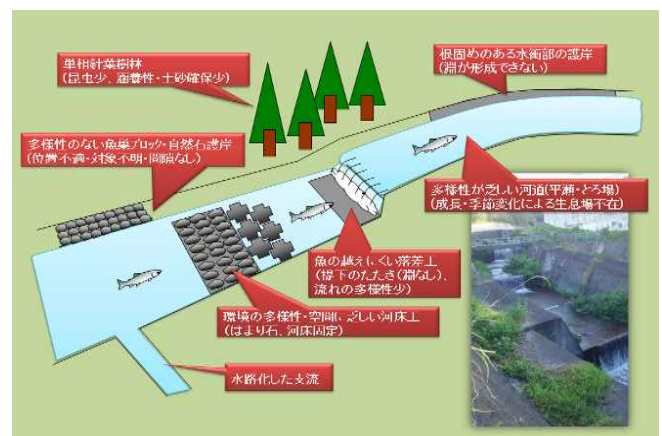 単相針葉樹林
(昆虫少、涵養性・土砂確保少)
根固めのある水衝部の護岸
(淵が形成できない)
多様性のない魚巣ブロック・自然石護岸
(位置不適・対象不明・間隙なし)
多様性が乏しい河道(平瀬・とろ場)
(成長・季節変化による生息場不在)
魚の越えにくい落差工
(堤下のたたき(淵なし)、
流れの多様性少)
環境の多様性・空間に乏しい河床工
(はまり石、河床固定)
水路化した支流